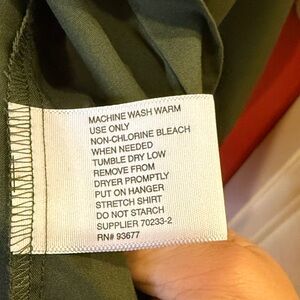 MACHINE WASH WARM
USE ONLY
NON-CHLORINE BLEACH
WHEN NEEDED
TUMBLE DRY LOW
REMOVE FROM
DRYER PROMPTLY
PUT ON HANGER
STRETCH SHIRT
DO NOT STARCH
SUPPLIER 70233-2
RN# 93677